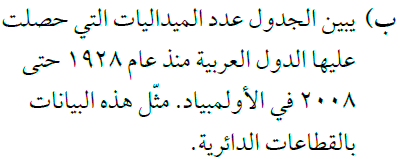 ب) يبين الجدول عدد الميداليات التي حصلت
عليها الدول العربية منذ عام ١٩٢٨ حتى
٢٠٠٨ في الأولمبياد. مثّل هذه البيانات
بالقطاعات الدائرية.